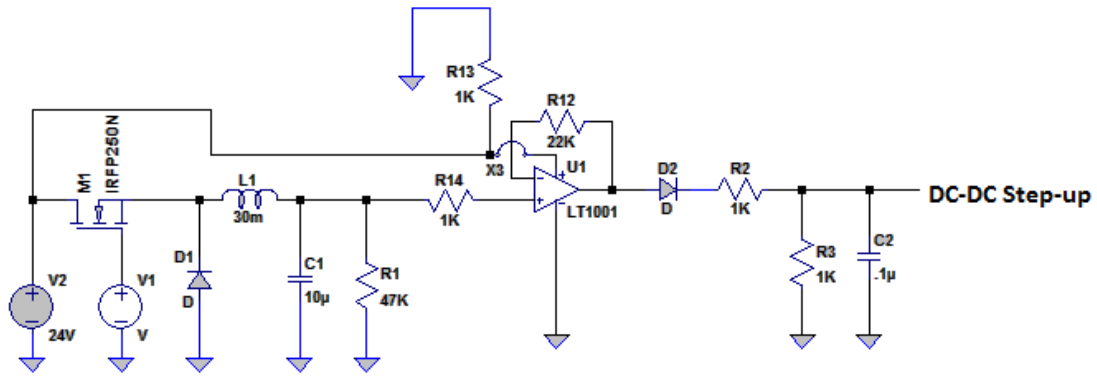 R13
1K
R12
22K
X3
U1
LT1001
M1
IRFP250N
L1
30m
R14
1K
D2
D
R2
1K
DC-DC Step-up
D1
D
C1
10µ
R1
47K
R3
1K
C2
.1µ
V2
24V
V1
V